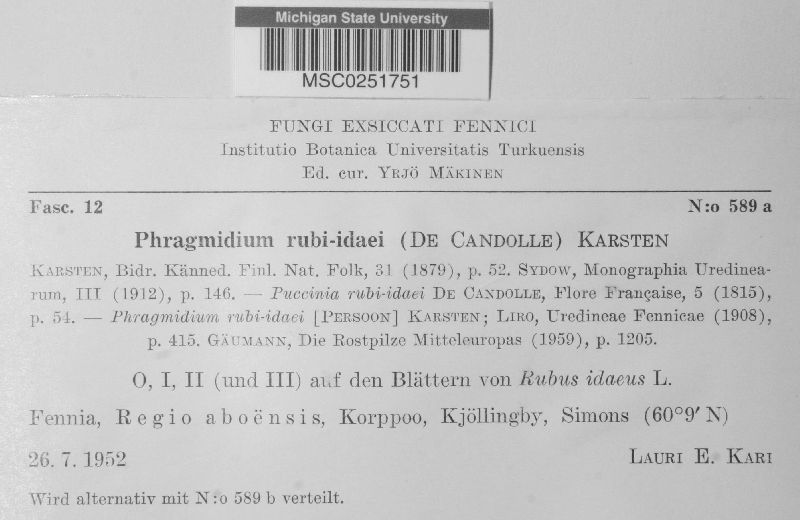 Michigan State University
MSC0251751
FUNGI EXSICCATI FENNICI
Institutio Botanica Universitatis Turkuensis
Ed. cur. YRJÖ MÄKINEN
Fasc. 12 N:o 589 a
Phragmidium rubi-idaei (DE CANDOLLE) KARSTEN
KARSTEN, Bidr. Känned. Finl. Nat. Folk, 31 (1879), p. 52. SYDOW, Monographia Uredinea-
rum, III (1912), p. 146. — Puccinia rubi-idaei DE CANDOLLE, Flore Française, 5 (1815),
p. 54. — Phragmidium rubi-idaei [PERSOON] KARSTEN; LIRO, Uredineae Fennicae (1908),
p. 415. GÄUMANN, Die Rostpilze Mitteleuropas (1959), p. 1205.
O, I, II (und III) auf den Blättern von Rubus idaeus L.
Fennia, Regio aboënsis, Korppoo, Kjöllingby, Simons (60°9′ N)
26. 7. 1952 LAURI E. KARI
Wird alternativ mit N:o 589 b verteilt.